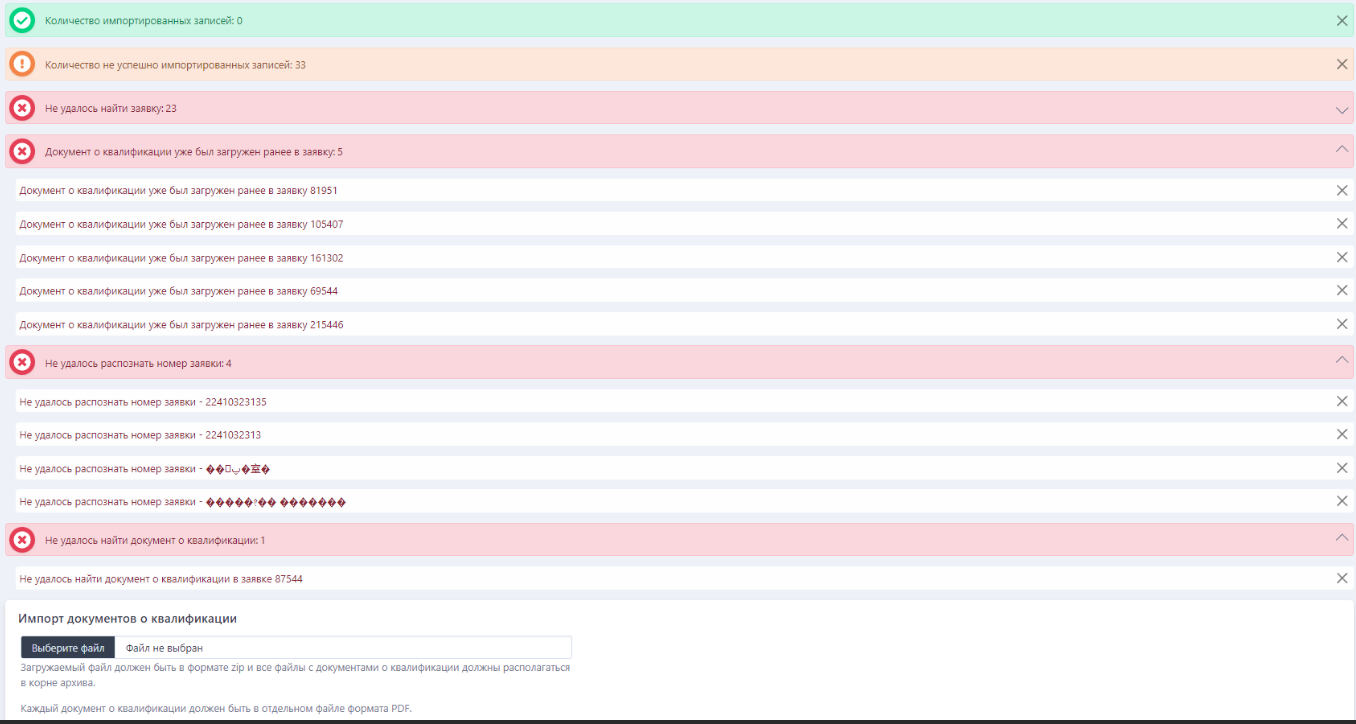 Количество импортированных записей: 0
Количество не успешно импортированных записей: 33
Не удалось найти заявку: 23
Документ о квалификации уже был загружен ранее в заявку: 5
Документ о квалификации уже был загружен ранее в заявку 81951
Документ о квалификации уже был загружен ранее в заявку 105407
Документ о квалификации уже был загружен ранее в заявку 161302
Документ о квалификации уже был загружен ранее в заявку 69544
Документ о квалификации уже был загружен ранее в заявку 215446
Не удалось распознать номер заявки: 4
Не удалось распознать номер заявки - 22410323135
Не удалось распознать номер заявки - 2241032313
Не удалось распознать номер заявки -
Не удалось распознать номер заявки - �����?�� �������
Не удалось найти документ о квалификации: 1
Не удалось найти документ о квалификации в заявке 87544
Импорт документов о квалификации
Выберите файл Файл не выбран
Загружаемый файл должен быть в формате zip и все файлы с документами о квалификации должны располагаться
в корне архива.
Каждый документ о квалификации должен быть в отдельном файле формата PDF.